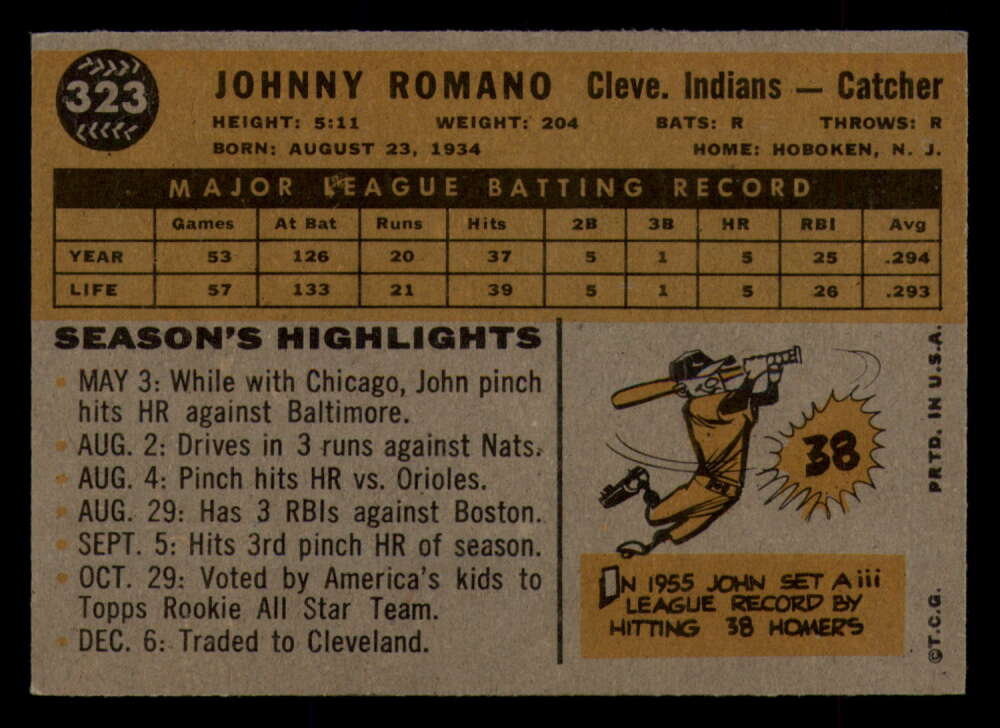 323
JOHNNY ROMANO Cleve. Indians — Catcher
HEIGHT: 5:11 WEIGHT: 204 BATS: R THROWS: R
BORN: AUGUST 23, 1934 HOME: HOBOKEN, N. J.
MAJOR LEAGUE BATTING RECORD
Games At Bat Runs Hits 2B 3B HR RBI Avg
YEAR 53 126 20 37 5 1 5 25 .294
LIFE 57 133 21 39 5 1 5 26 .293
SEASON'S HIGHLIGHTS
MAY 3: While with Chicago, John pinch
hits HR against Baltimore.
AUG. 2: Drives in 3 runs against Nats.
AUG. 4: Pinch hits HR vs. Orioles.
AUG. 29: Has 3 RBIs against Boston.
SEPT. 5: Hits 3rd pinch HR of season.
OCT. 29: Voted by America's kids to
Topps Rookie All Star Team.
DEC. 6: Traded to Cleveland.
38
IN 1955 JOHN SET A iii
LEAGUE RECORD BY
HITTING 38 HOMERS
©T.C.G. PRTD. IN U.S.A.